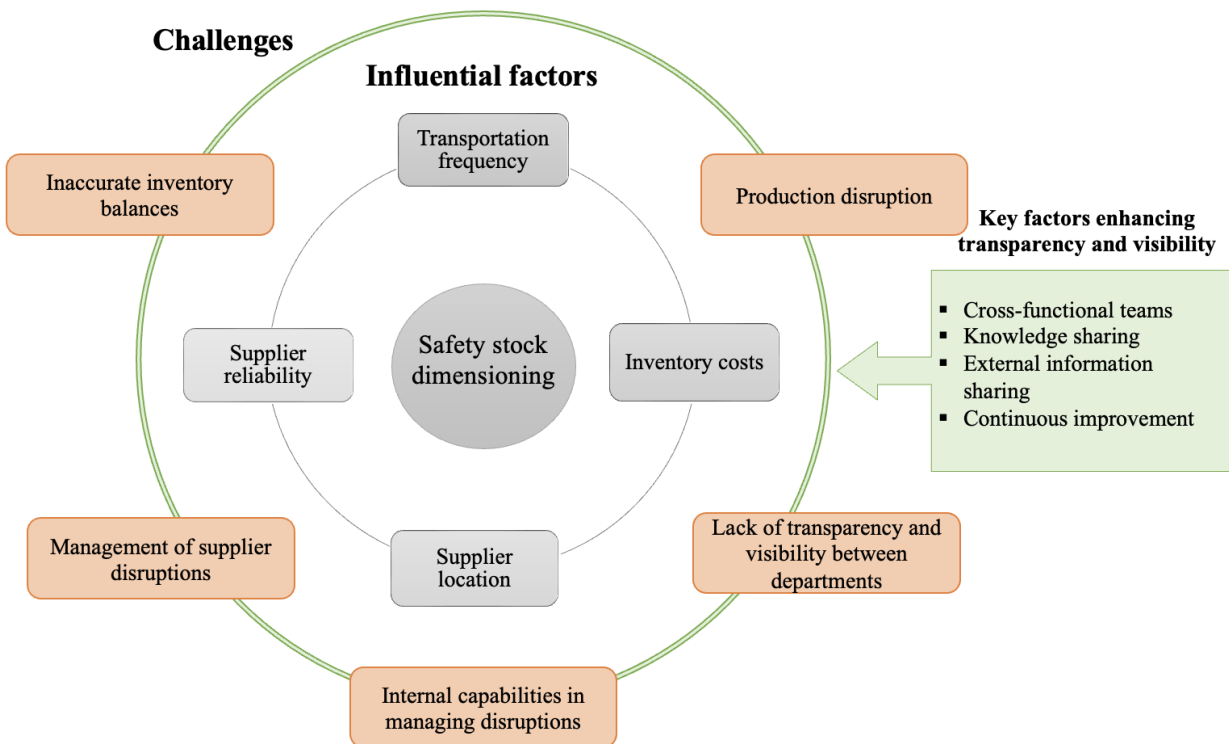 Challenges
Influential factors
Transportation
frequency
Inaccurate inventory
balances
Production disruption
Key factors enhancing
transparency and visibility
▪ Cross-functional teams
▪ Knowledge sharing
▪ External information
sharing
▪ Continuous improvement
Supplier
reliability
Safety stock
dimensioning
Inventory costs
Management of supplier
disruptions
Supplier
location
Lack of transparency and
visibility between
departments
Internal capabilities in
managing disruptions